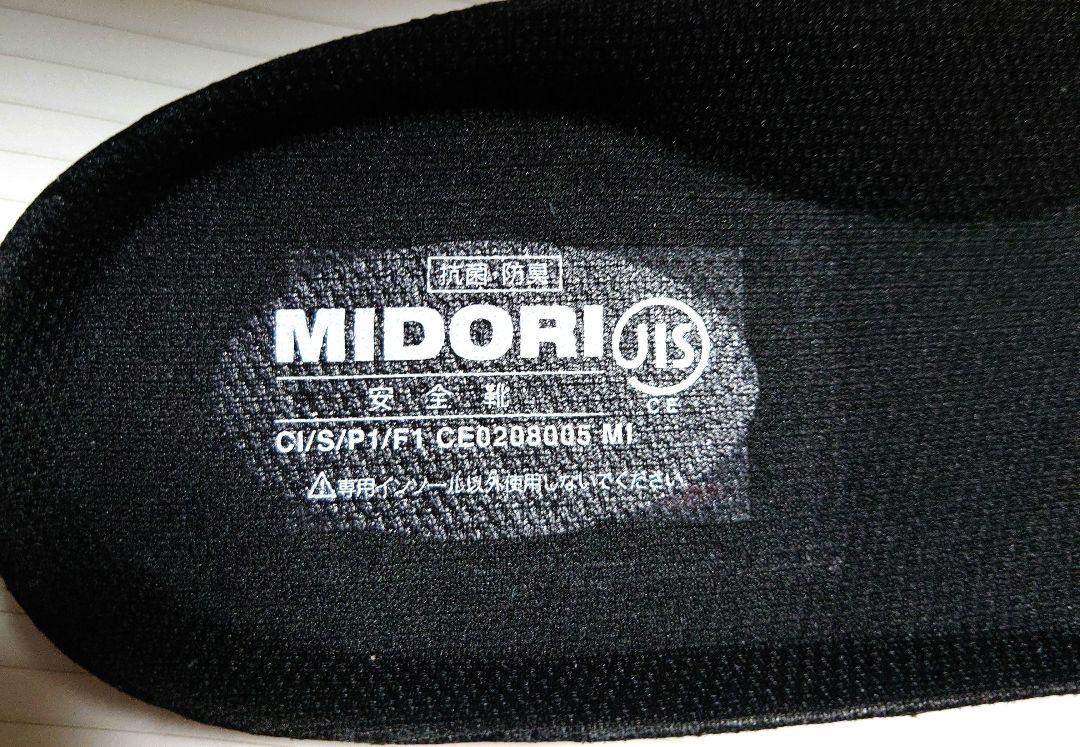 抗菌・防臭
MIDORI JIS
CE
安全靴
CI/S/P1/F1 CE0208005 MI
⚠専用インソール以外使用しないでください